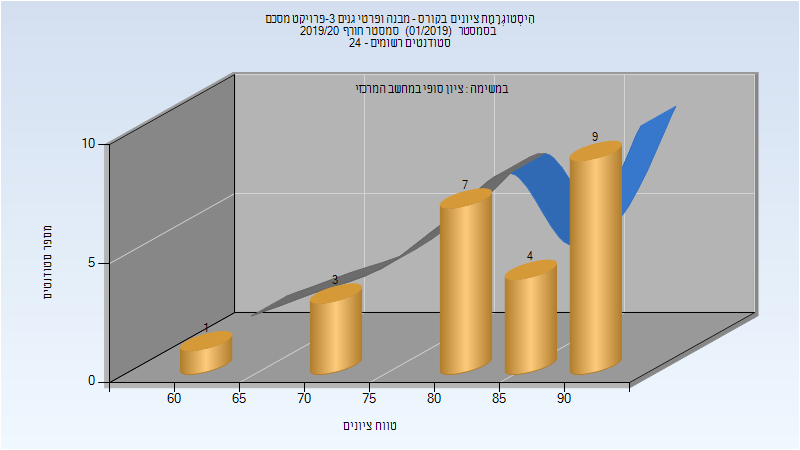 הִיסטוֹגרָמַת ציונים בקורס - מבנה ופרטי גנים 3-פרויקט מסכם
בסמסטר (01/2019) סמסטר חורף 2019/20
סטודנטים רשומים - 24
במשימה : ציון סופי במחשב המרכזי
מספר סטודנטים
10
5
0
1
3
7
4
9
60
65
70
75
80
85
90
טווח ציונים